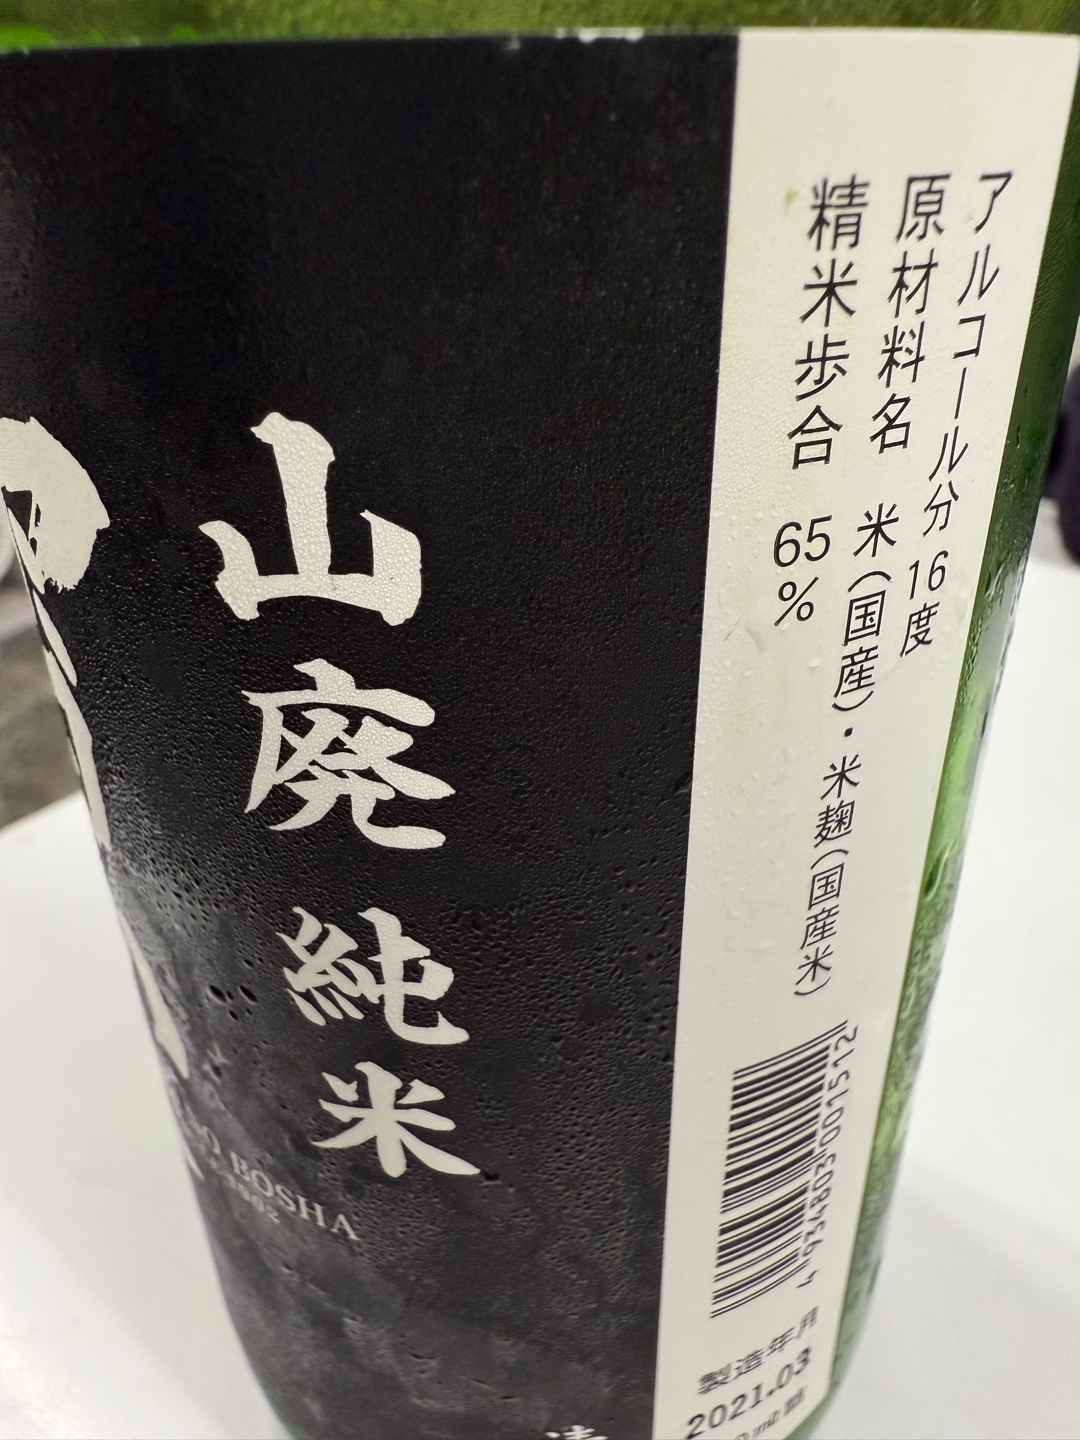 アルコール分 16度
原材料名 米(国産)・米麹(国産米)
精米歩合 65%
4934803001512
製造年月
2021.03
山廃 純米
BOSHA